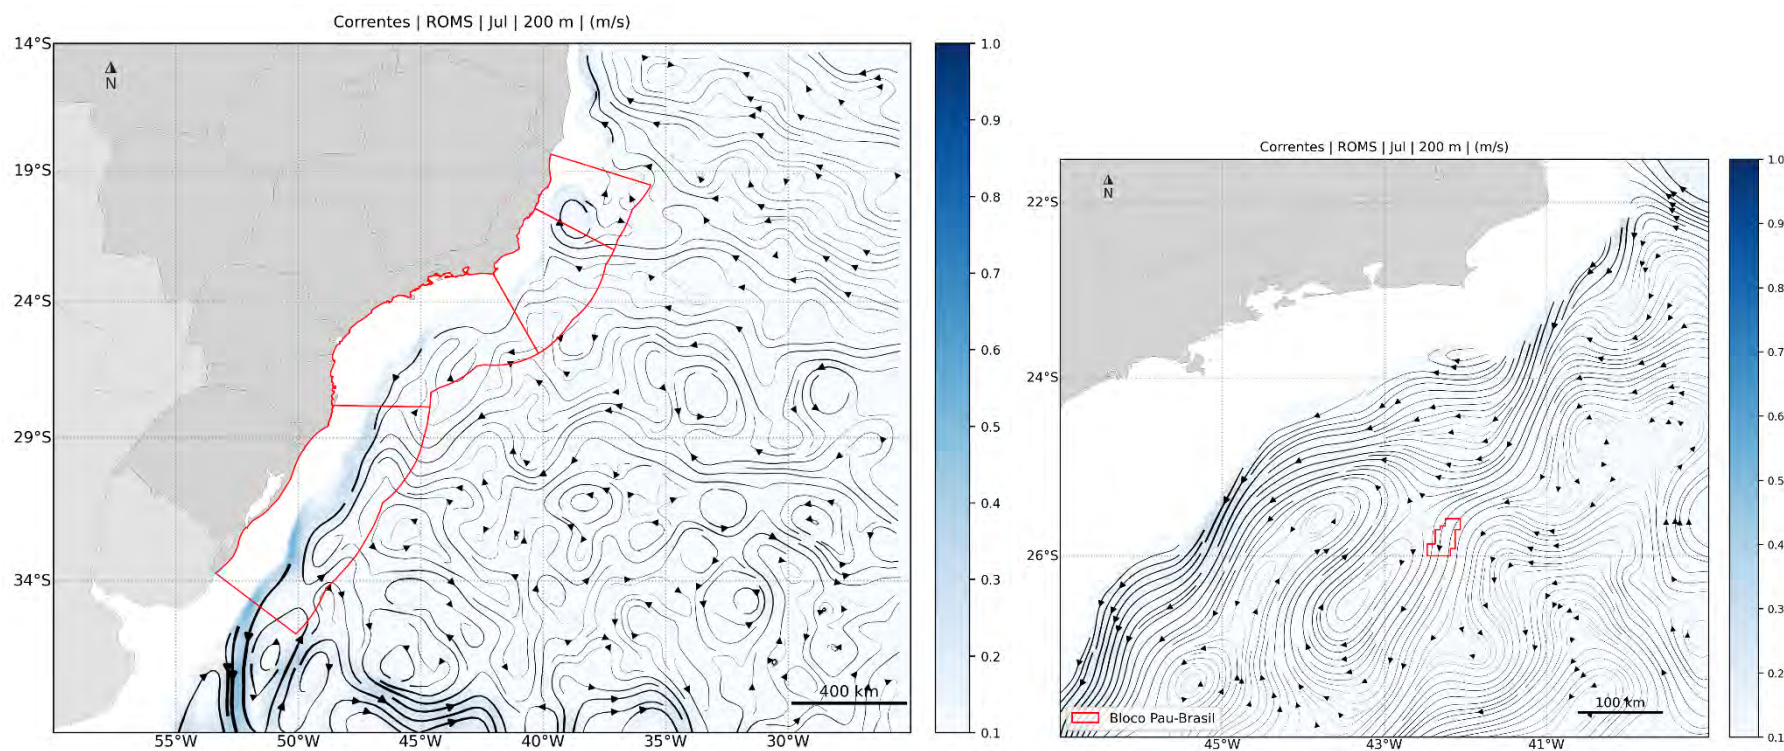 Correntes | ROMS | Jul | 200 m | (m/s)
14°S
19°S
24°S
29°S
34°S
N
400 km
55°W 50°W 45°W 40°W 35°W 30°W
1.0
0.9
0.8
0.7
0.6
0.5
0.4
0.3
0.2
0.1
Correntes | ROMS | Jul | 200 m | (m/s)
22°S
24°S
26°S
N
Bloco Pau-Brasil
100 km
45°W 43°W 41°W
1.0
0.9
0.8
0.7
0.6
0.5
0.4
0.3
0.2
0.1